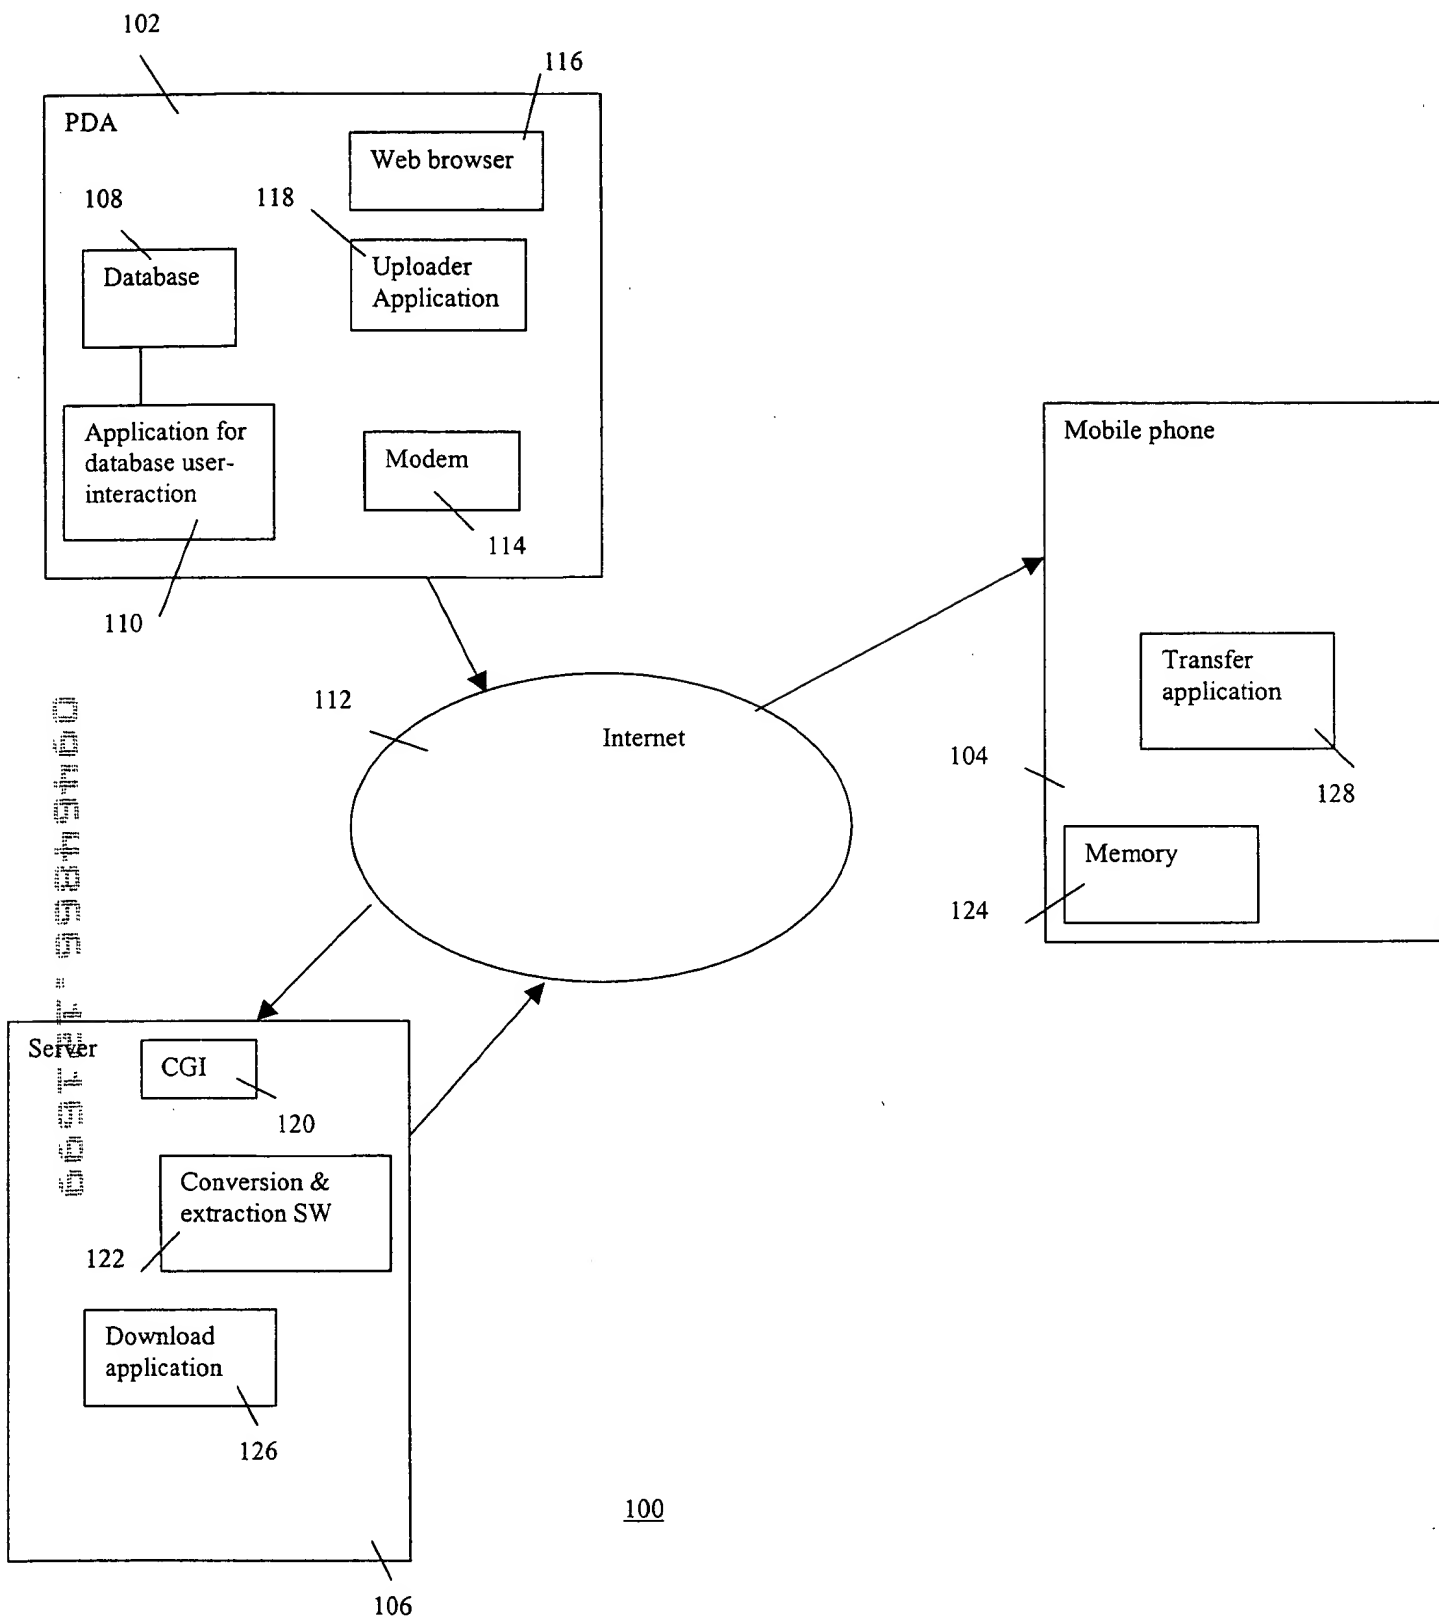 102
116
PDA
Web browser
108
118
Database
Uploader
Application
Application for
database user-
interaction
Modem
114
110
Mobile phone
Transfer
application
112
Internet
104
128
Memory
124
Server
CGI
120
Conversion &
extraction SW
122
Download
application
126
100
106